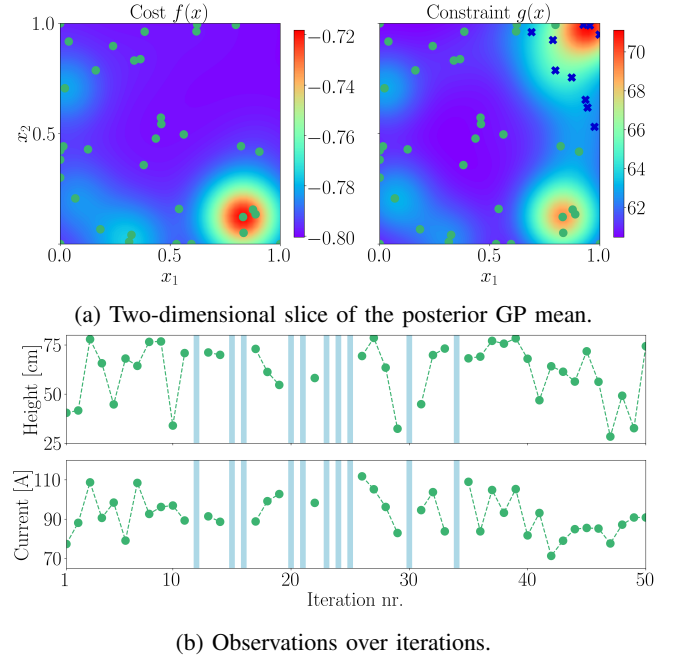 Cost f(x) Constraint g(x)
1.0
0.5
0.0
x₂
0.0 0.5 1.0
x₁
−0.72
−0.74
−0.76
−0.78
−0.80
0.0 0.5 1.0
x₁
70
68
66
64
62
(a) Two-dimensional slice of the posterior GP mean.
Height [cm]
75
50
25
Current [A]
110
90
70
1 10 20 30 40 50
Iteration nr.
(b) Observations over iterations.